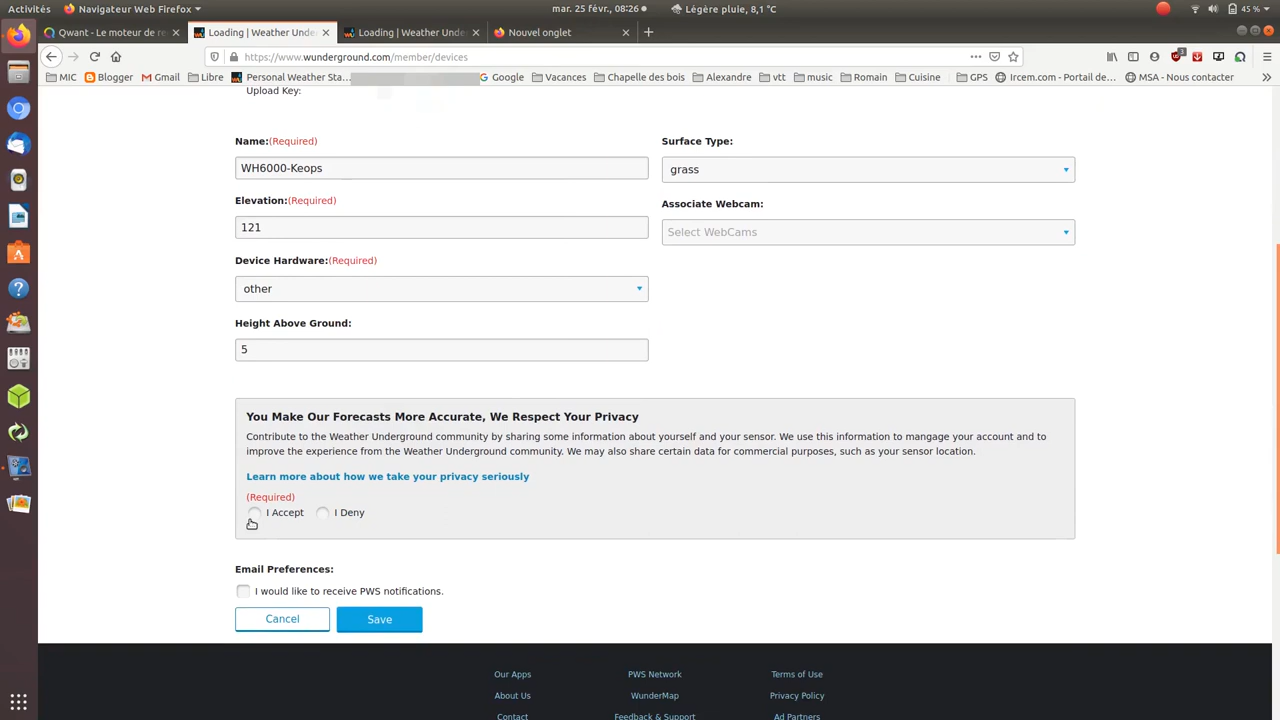 Activités Navigateur Web Firefox mar. 25 févr., 08:26 Légère pluie, 8,1 °C 45 %
Qwant - Le moteur de re Loading | Weather Unde Loading | Weather Unde Nouvel onglet
https://www.wunderground.com/member/devices
MIC Blogger Gmail Libre Personal Weather Sta... Google Vacances Chapelle des bois Alexandre vtt music Romain Cuisine GPS Ircem.com - Portail de... MSA - Nous contacter
Upload Key:
Name:(Required) Surface Type:
WH6000-Keops grass
Elevation:(Required) Associate Webcam:
121 Select WebCams
Device Hardware:(Required)
other
Height Above Ground:
5
You Make Our Forecasts More Accurate, We Respect Your Privacy
Contribute to the Weather Underground community by sharing some information about yourself and your sensor. We use this information to mangage your account and to
improve the experience from the Weather Underground community. We may also share certain data for commercial purposes, such as your sensor location.
Learn more about how we take your privacy seriously
(Required)
I Accept I Deny
Email Preferences:
I would like to receive PWS notifications.
Cancel Save
Our Apps PWS Network Terms of Use
About Us WunderMap Privacy Policy
Contact Feedback & Support Ad Partners